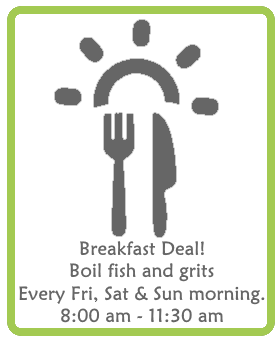 Breakfast Deal!
Boil fish and grits
Every Fri, Sat & Sun morning.
8:00 am - 11:30 am